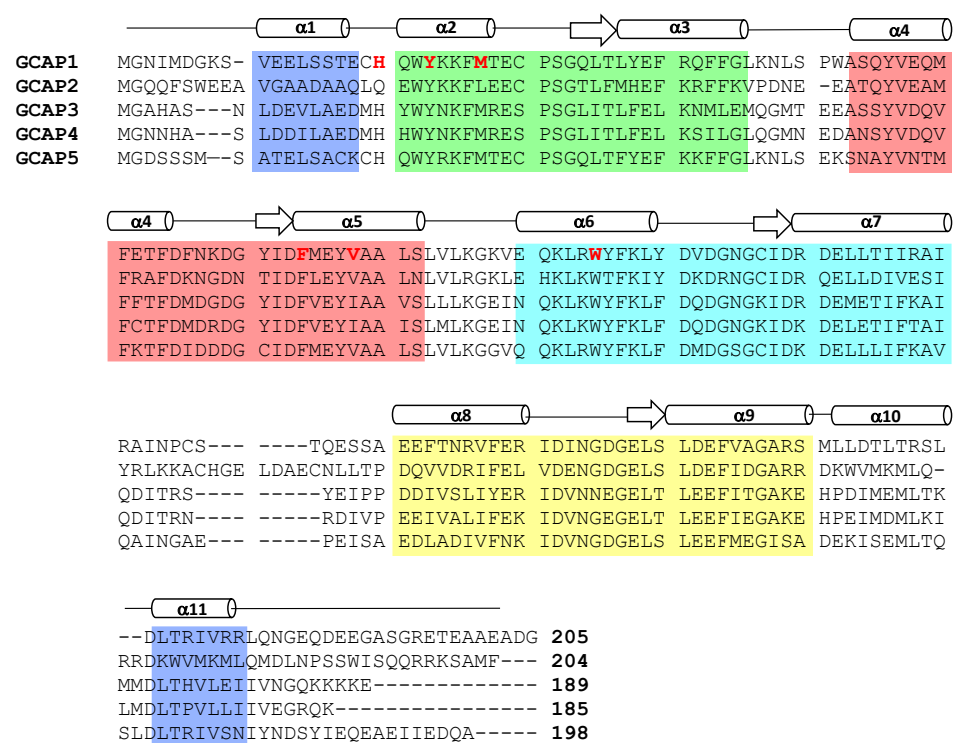 α1 α2 α3 α4
GCAP1 MGNIMDGKS- VEELSSTECH QWYKKFMTEC PSGQLTLYEF RQFFGLKNLS PWASQYVEQM
GCAP2 MGQQFSWEEA VGAADAAQLQ EWYKKFLEEC PSGTLFMHEF KRFFKVPDNE -EATQYVEAM
GCAP3 MGAHAS---N LDEVLAEDMH YWYNKFMRES PSGLITLFEL KNMLEMQGMT EEASSYVDQV
GCAP4 MGNNHA---S LDDILAEDMH HWYNKFMRES PSGLITLFEL KSILGLQGMN EDANSYVDQV
GCAP5 MGDSSSM—-S ATELSACKCH QWYRKFMTEC PSGQLTFYEF KKFFGLKNLS EKSNAYVNTM
α4 α5 α6 α7
FETFDFNKDG YIDFMEYVAA LSLVLKGKVE QKLRWYFKLY DVDGNGCIDR DELLTIIRAI
FRAFDKNGDN TIDFLEYVAA LNLVLRGKLE HKLKWTFKIY DKDRNGCIDR QELLDIVESI
FFTFDMDGDG YIDFVEYIAA VSLLLKGEIN QKLKWYFKLF DQDGNGKIDR DEMETIFKAI
FCTFDMDRDG YIDFVEYIAA ISLMLKGEIN QKLKWYFKLF DQDGNGKIDK DELETIFTAI
FKTFDIDDDG CIDFMEYVAA LSLVLKGGVQ QKLRWYFKLF DMDGSGCIDK DELLLIFKAV
α8 α9 α10
RAINPCS--- -----TQESSA EEFTNRVFER IDINGDGELS LDEFVAGARS MLLDTLTRSL
YRLKKACHGE LDAECNLLTP DQVVDRIFEL VDENGDGELS LDEFIDGARR DKWVMKMLQ-
QDITRS---- -----YEIPP DDIVSLIYER IDVNNEGELT LEEFITGAKE HPDIMEMLTK
QDITRN---- -----RDIVP EEIVALIFEK IDVNGEGELT LEEFIEGAKE HPEIMDMLKI
QAINGAE--- -----PEISA EDLADIVFNK IDVNGDGELS LEEFMEGISA DEKISEMLTQ
α11
--DLTRIVRRLQNGEQDEEGASGRETEAAEADG 205
RRDKWVMKMLQMDLNPSSWISQQRRKSAMF--- 204
MMDLTHVLEIIVNGQKKKKE------------- 189
LMDLTPVLLIIVEGRQK---------------- 185
SLDLTRIVSNIYNDSYIEQEAEIIEDQA----- 198